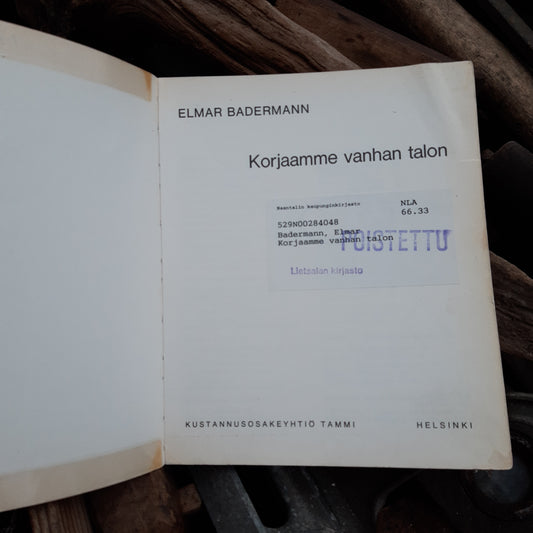 ELMAR BADERMANN
Korjaamme vanhan talon
Naantalin kaupunginkirjasto
NLA
66.33
529N00284048
Badermann, Elmar
Korjaamme vanhan talon
POISTETTU
Lietsalan kirjasto
KUSTANNUSOSAKEYHTIÖ TAMMI HELSINKI